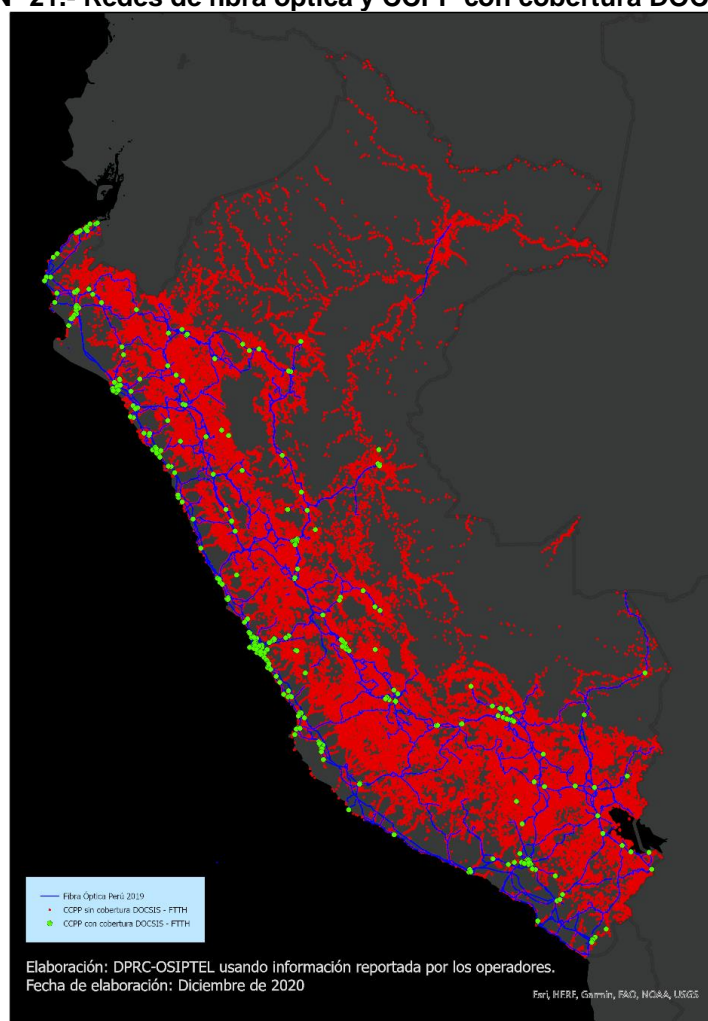 N° 21.- Redes de fibra óptica y CCPP con cobertura DOC
Fibra Óptica Perú 2019
CCPP sin cobertura DOCSIS - FTTH
CCPP con cobertura DOCSIS - FTTH
Elaboración: DPRC-OSIPTEL usando información reportada por los operadores.
Fecha de elaboración: Diciembre de 2020
Esri, HERE, Garmin, FAO, NOAA, USGS